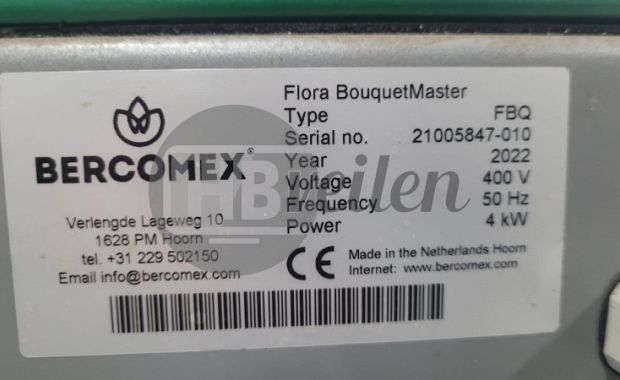 BERCOMEX®
Verlengde Lageweg 10
1628 PM Hoorn
tel. +31 229 502150
Email info@bercomex.com
Flora BouquetMaster
Type FBQ
Serial no. 21005847-010
Year 2022
Voltage 400 V
Frequency 50 Hz
Power 4 kW
CE
Made in the Netherlands Hoorn
Internet: www.bercomex.com
HBveilen